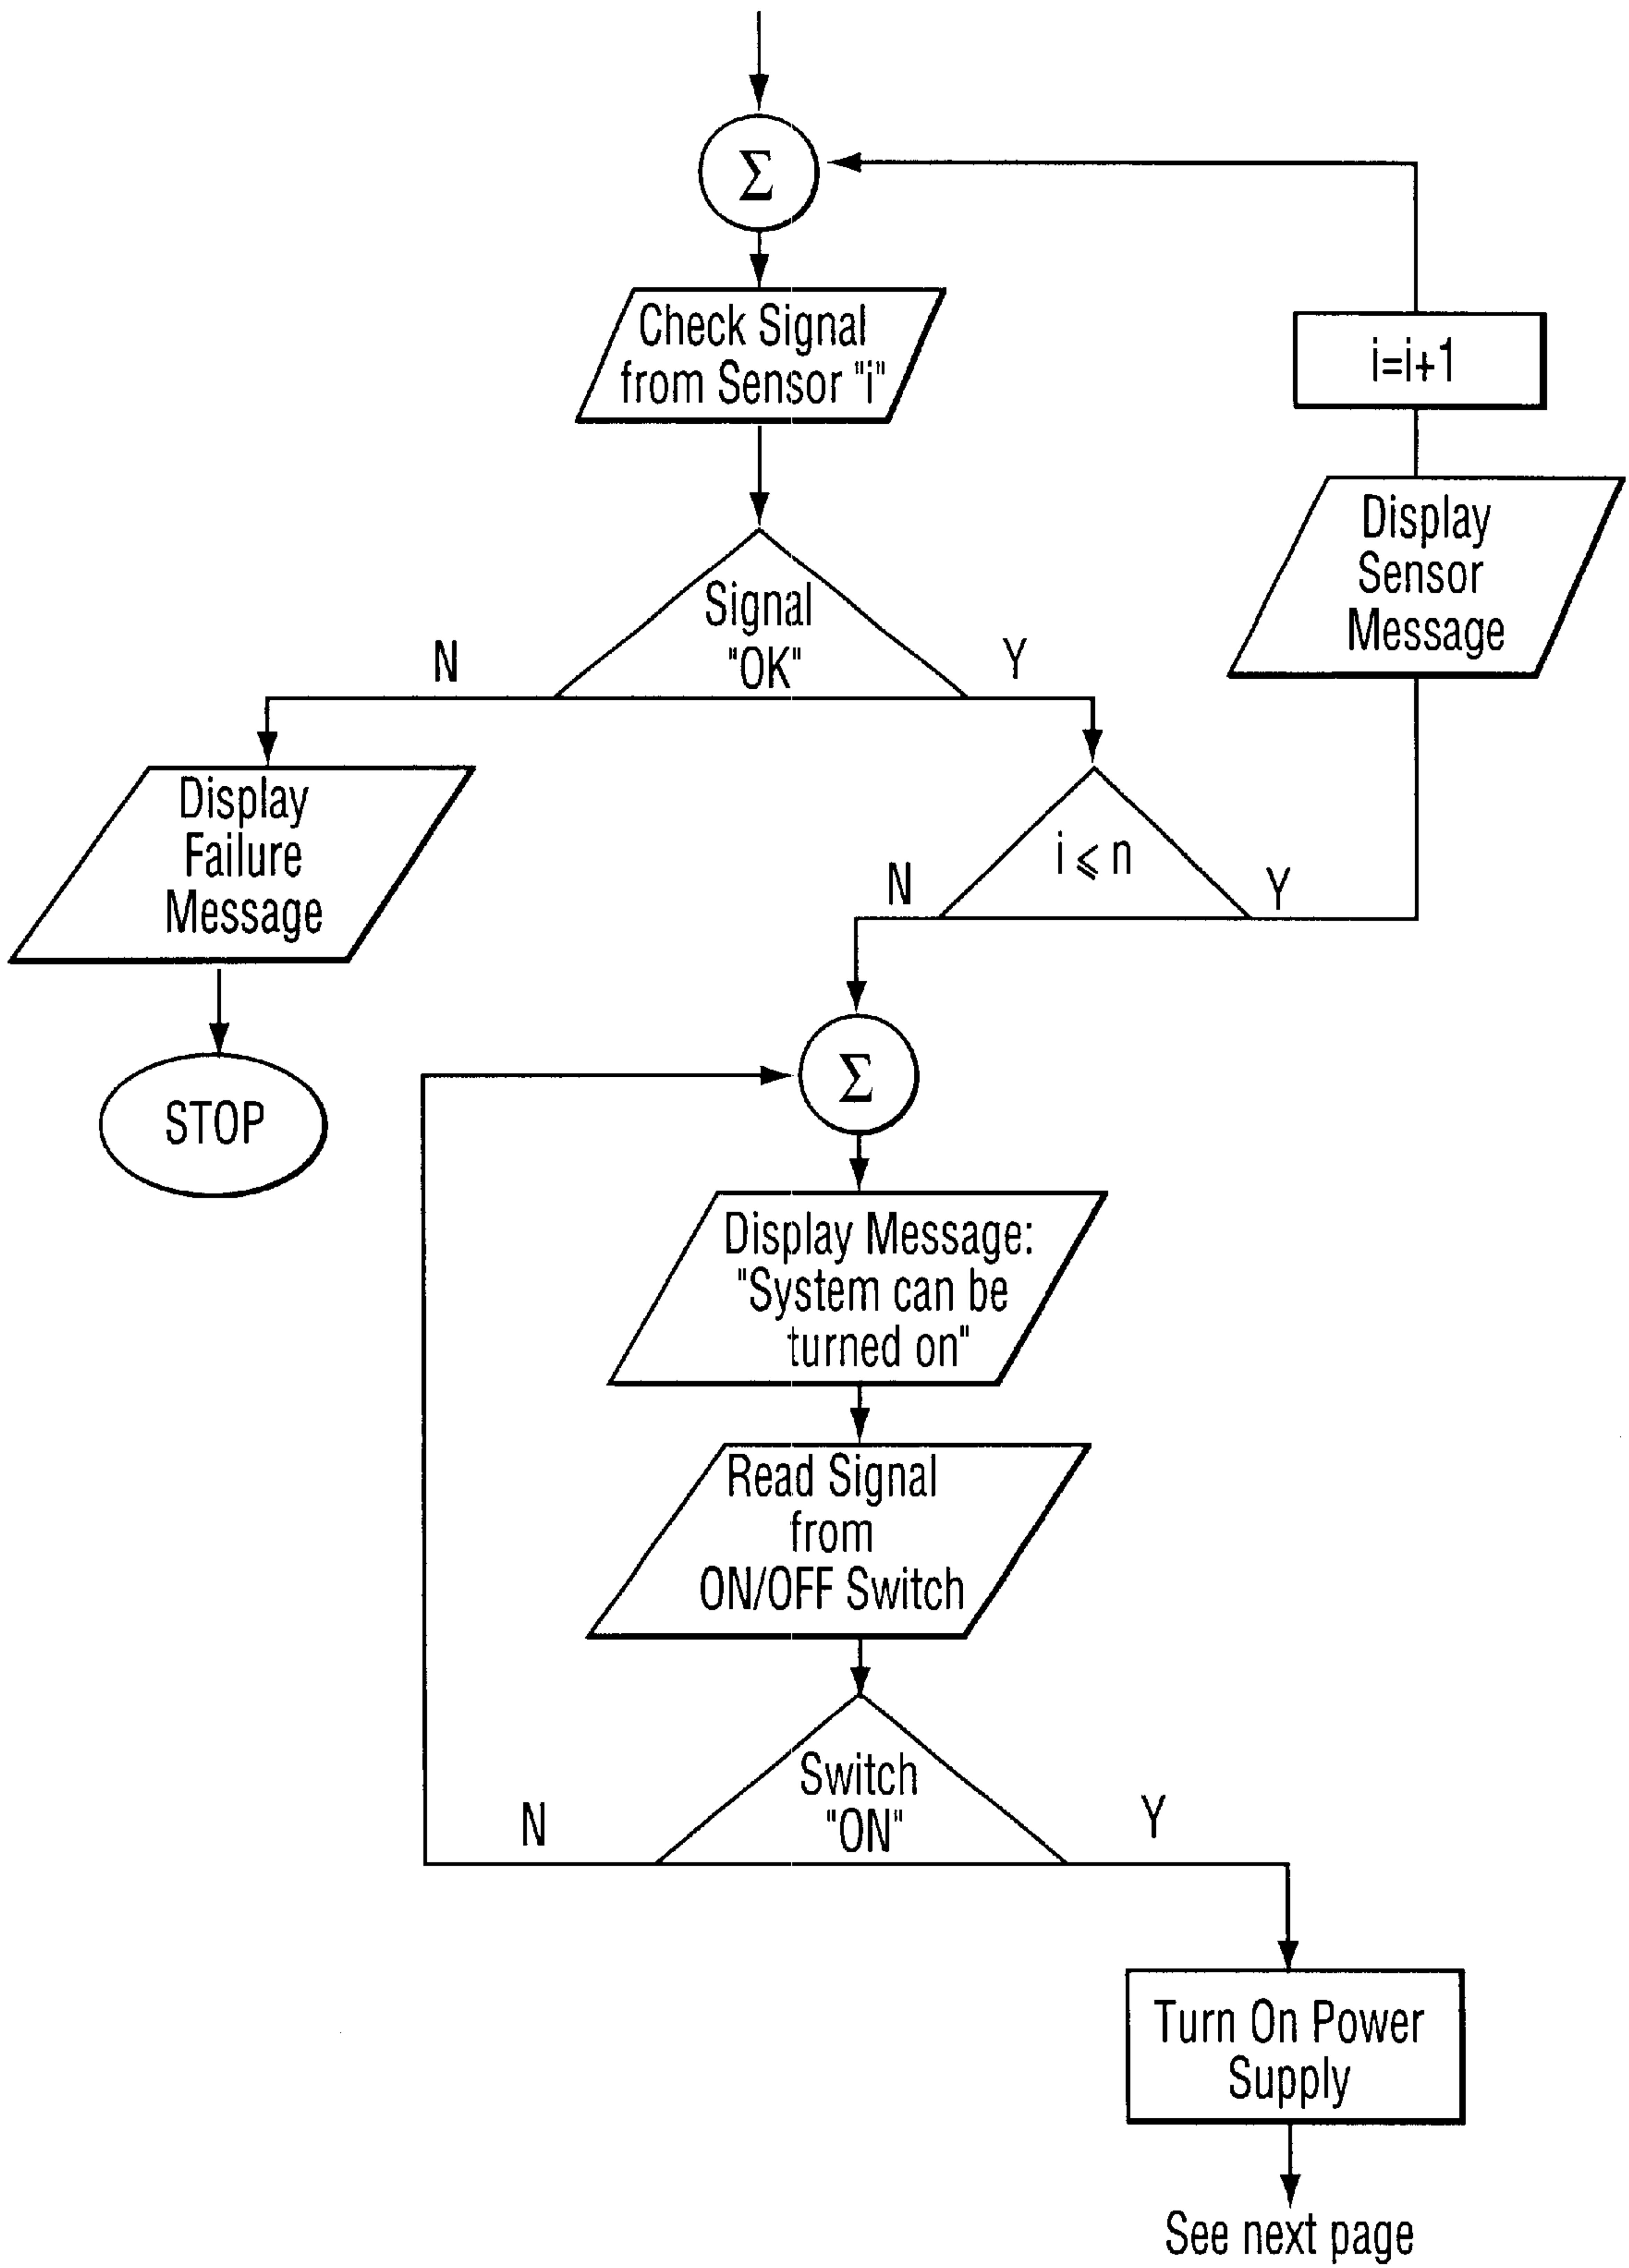 Σ
Check Signal
from Sensor "i"
i=i+1
Display
Sensor
Message
Signal
"OK"
N
Y
Display
Failure
Message
i ⩽ n
N
Y
STOP
Σ
Display Message:
"System can be
turned on"
Read Signal
from
ON/OFF Switch
Switch
"ON"
N
Y
Turn On Power
Supply
See next page